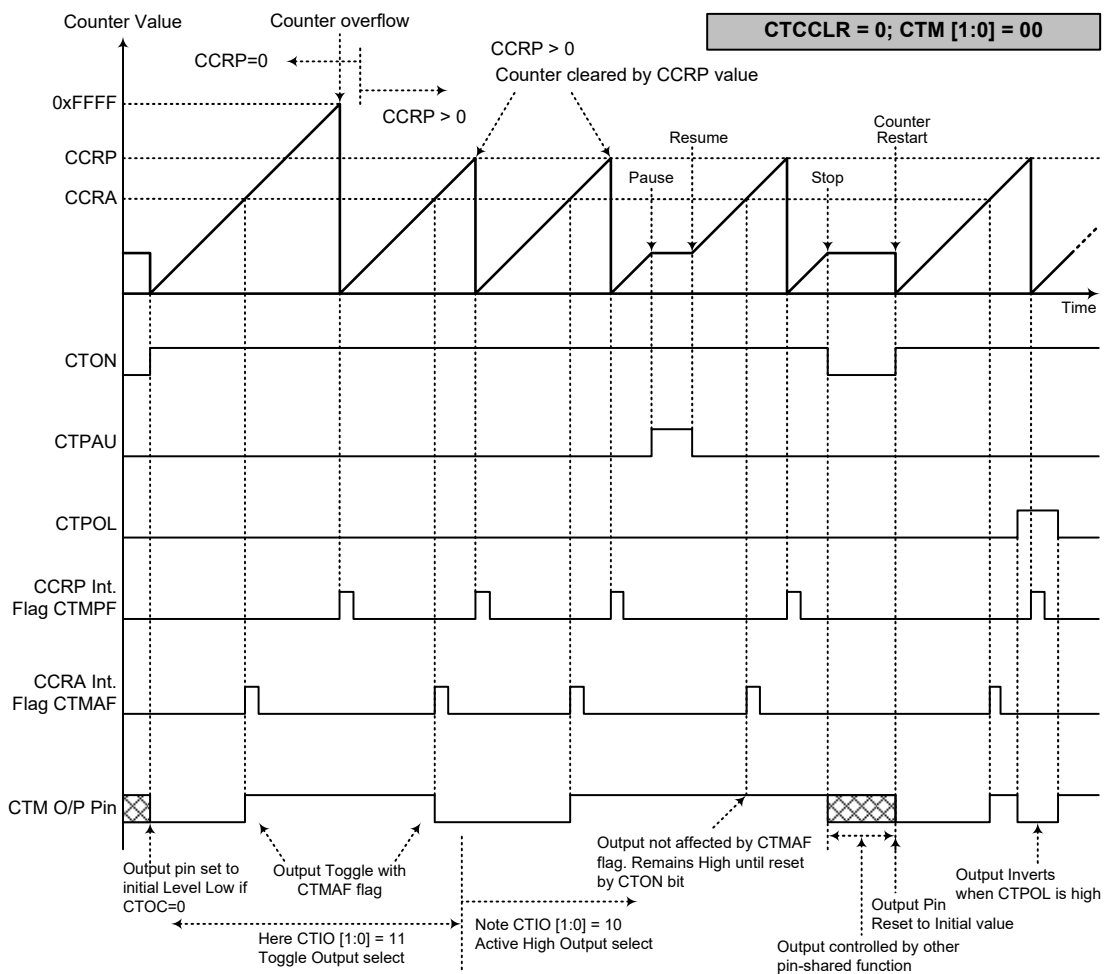 Counter Value
Counter overflow
CTCCLR = 0; CTM [1:0] = 00
CCRP=0
CCRP > 0
CCRP > 0
Counter cleared by CCRP value
0xFFFF
CCRP
CCRA
Pause
Resume
Stop
Counter
Restart
Time
CTON
CTPAU
CTPOL
CCRP Int.
Flag CTMPF
CCRA Int.
Flag CTMAF
CTM O/P Pin
Output pin set to
initial Level Low if
CTOC=0
Output Toggle with
CTMAF flag
Here CTIO [1:0] = 11
Toggle Output select
Note CTIO [1:0] = 10
Active High Output select
Output not affected by CTMAF
flag. Remains High until reset
by CTON bit
Output controlled by other
pin-shared function
Output Pin
Reset to Initial value
Output Inverts
when CTPOL is high